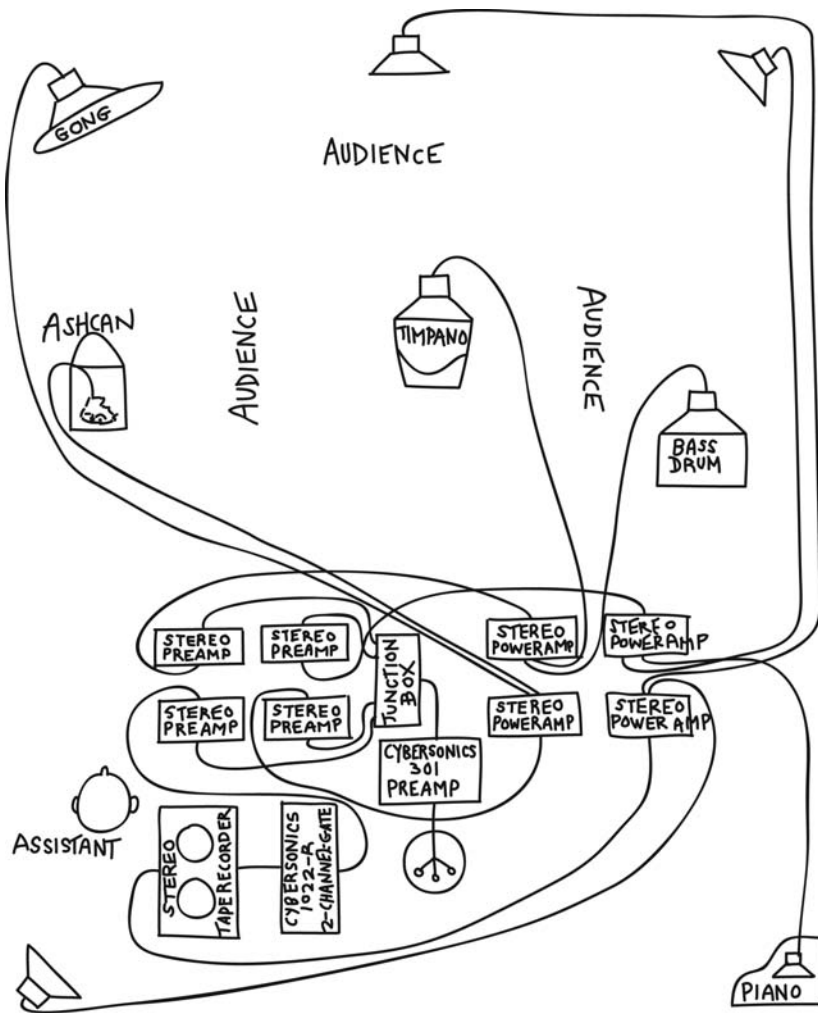 GONG
AUDIENCE
ASHCAN
AUDIENCE
TIMPANO
AUDIENCE
BASS
DRUM
STEREO
PREAMP
STEREO
PREAMP
JUNCTION
BOX
STEREO
POWERAMP
STEREO
POWERAMP
STEREO
PREAMP
STEREO
PREAMP
STEREO
POWERAMP
STEREO
POWER AMP
CYBERSONICS
301
PREAMP
ASSISTANT
STEREO
TAPERECORDER
CYBERSONICS
1022-R
2-CHANNEL-GATE
PIANO